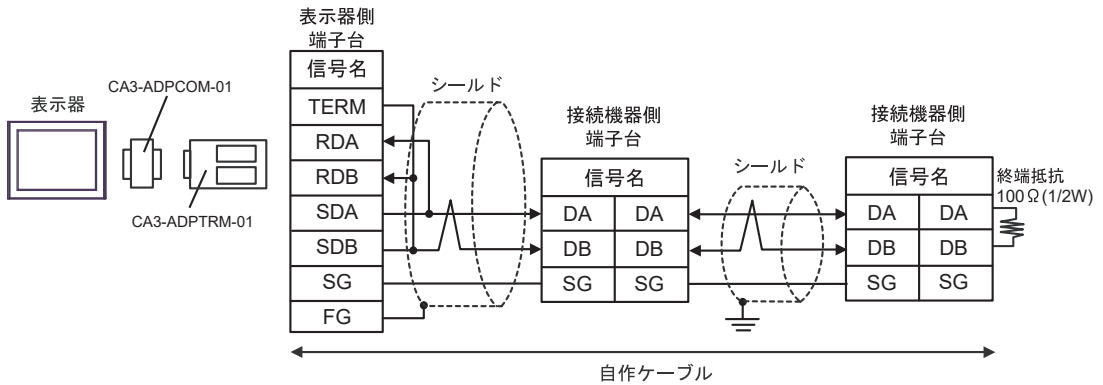 表示器
CA3-ADPCOM-01
CA3-ADPTRM-01
表示器側
端子台
信号名
TERM
RDA
RDB
SDA
SDB
SG
FG
シールド
接続機器側
端子台
信号名
DA DA
DB DB
SG SG
シールド
接続機器側
端子台
信号名
DA DA
DB DB
SG SG
終端抵抗
100Ω(1/2W)
自作ケーブル